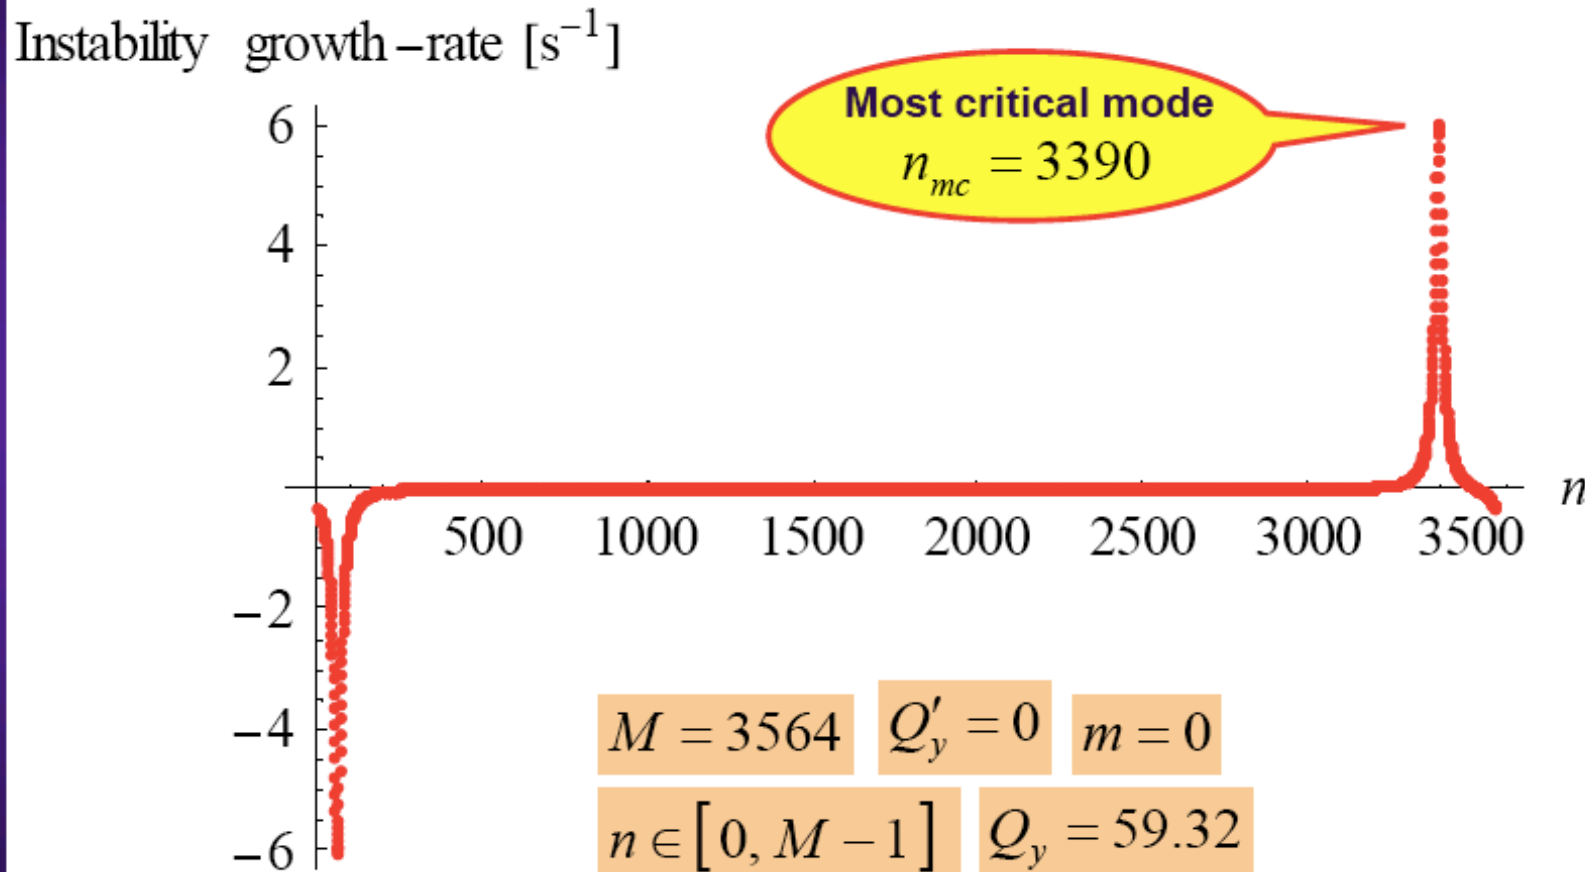 Instability growth–rate [s⁻¹]
Most critical mode
n_mc = 3390
6
4
2
−2
−4
−6
500 1000 1500 2000 2500 3000 3500
n
M = 3564 Q′_y = 0 m = 0
n ∈ [0, M − 1] Q_y = 59.32